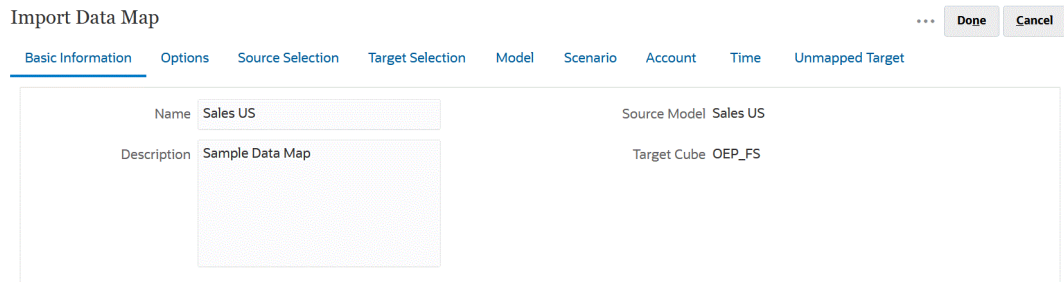 Import Data Map
... Done Cancel
Basic Information Options Source Selection Target Selection Model Scenario Account Time Unmapped Target
Name Sales US Source Model Sales US
Description Sample Data Map Target Cube OEP_FS